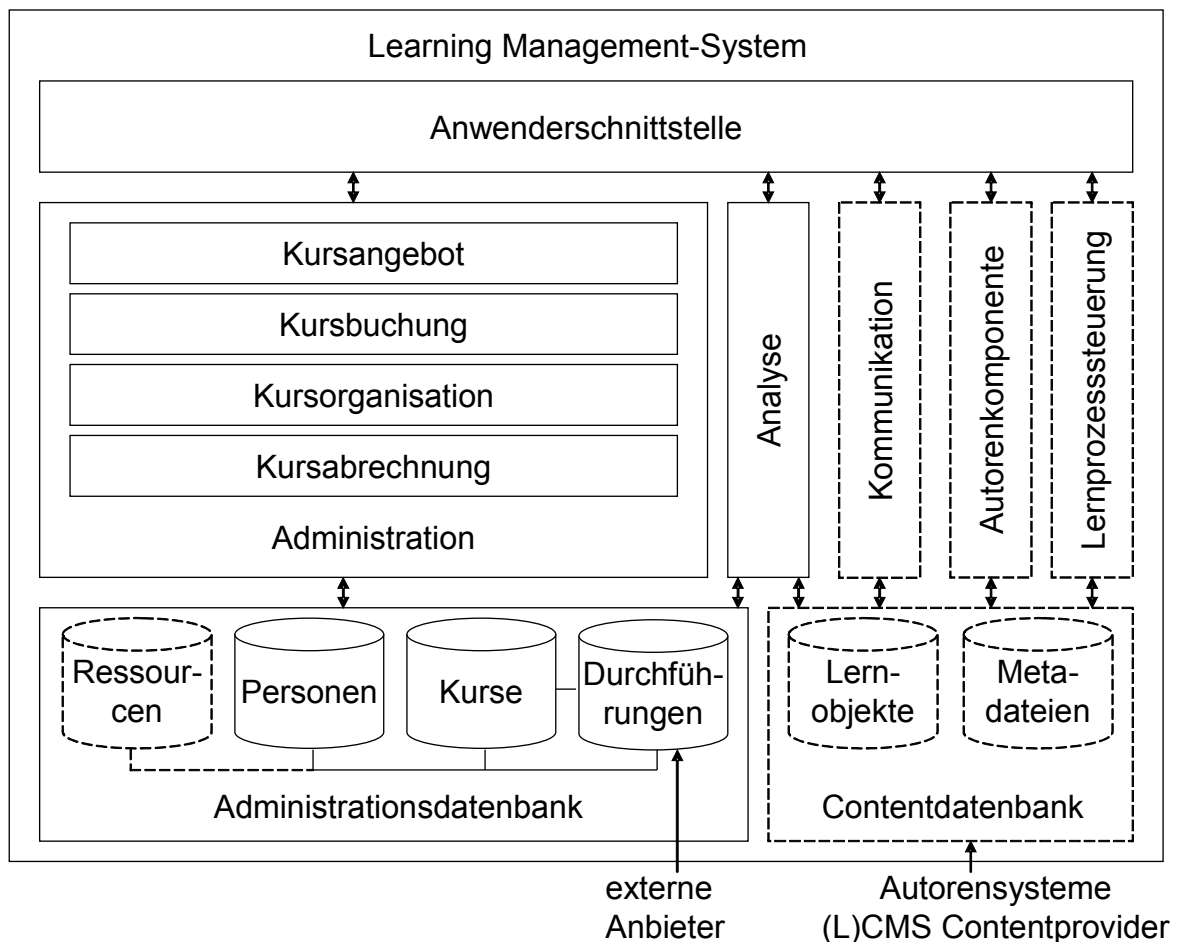 Learning Management-System
Anwenderschnittstelle
Kursangebot
Kursbuchung
Kursorganisation
Kursabrechnung
Administration
Analyse
Kommunikation
Autorenkomponente
Lernprozesssteuerung
Ressour-
cen
Personen
Kurse
Durchfüh-
rungen
Administrationsdatenbank
Lern-
objekte
Meta-
dateien
Contentdatenbank
externe
Anbieter
Autorensysteme
(L)CMS Contentprovider